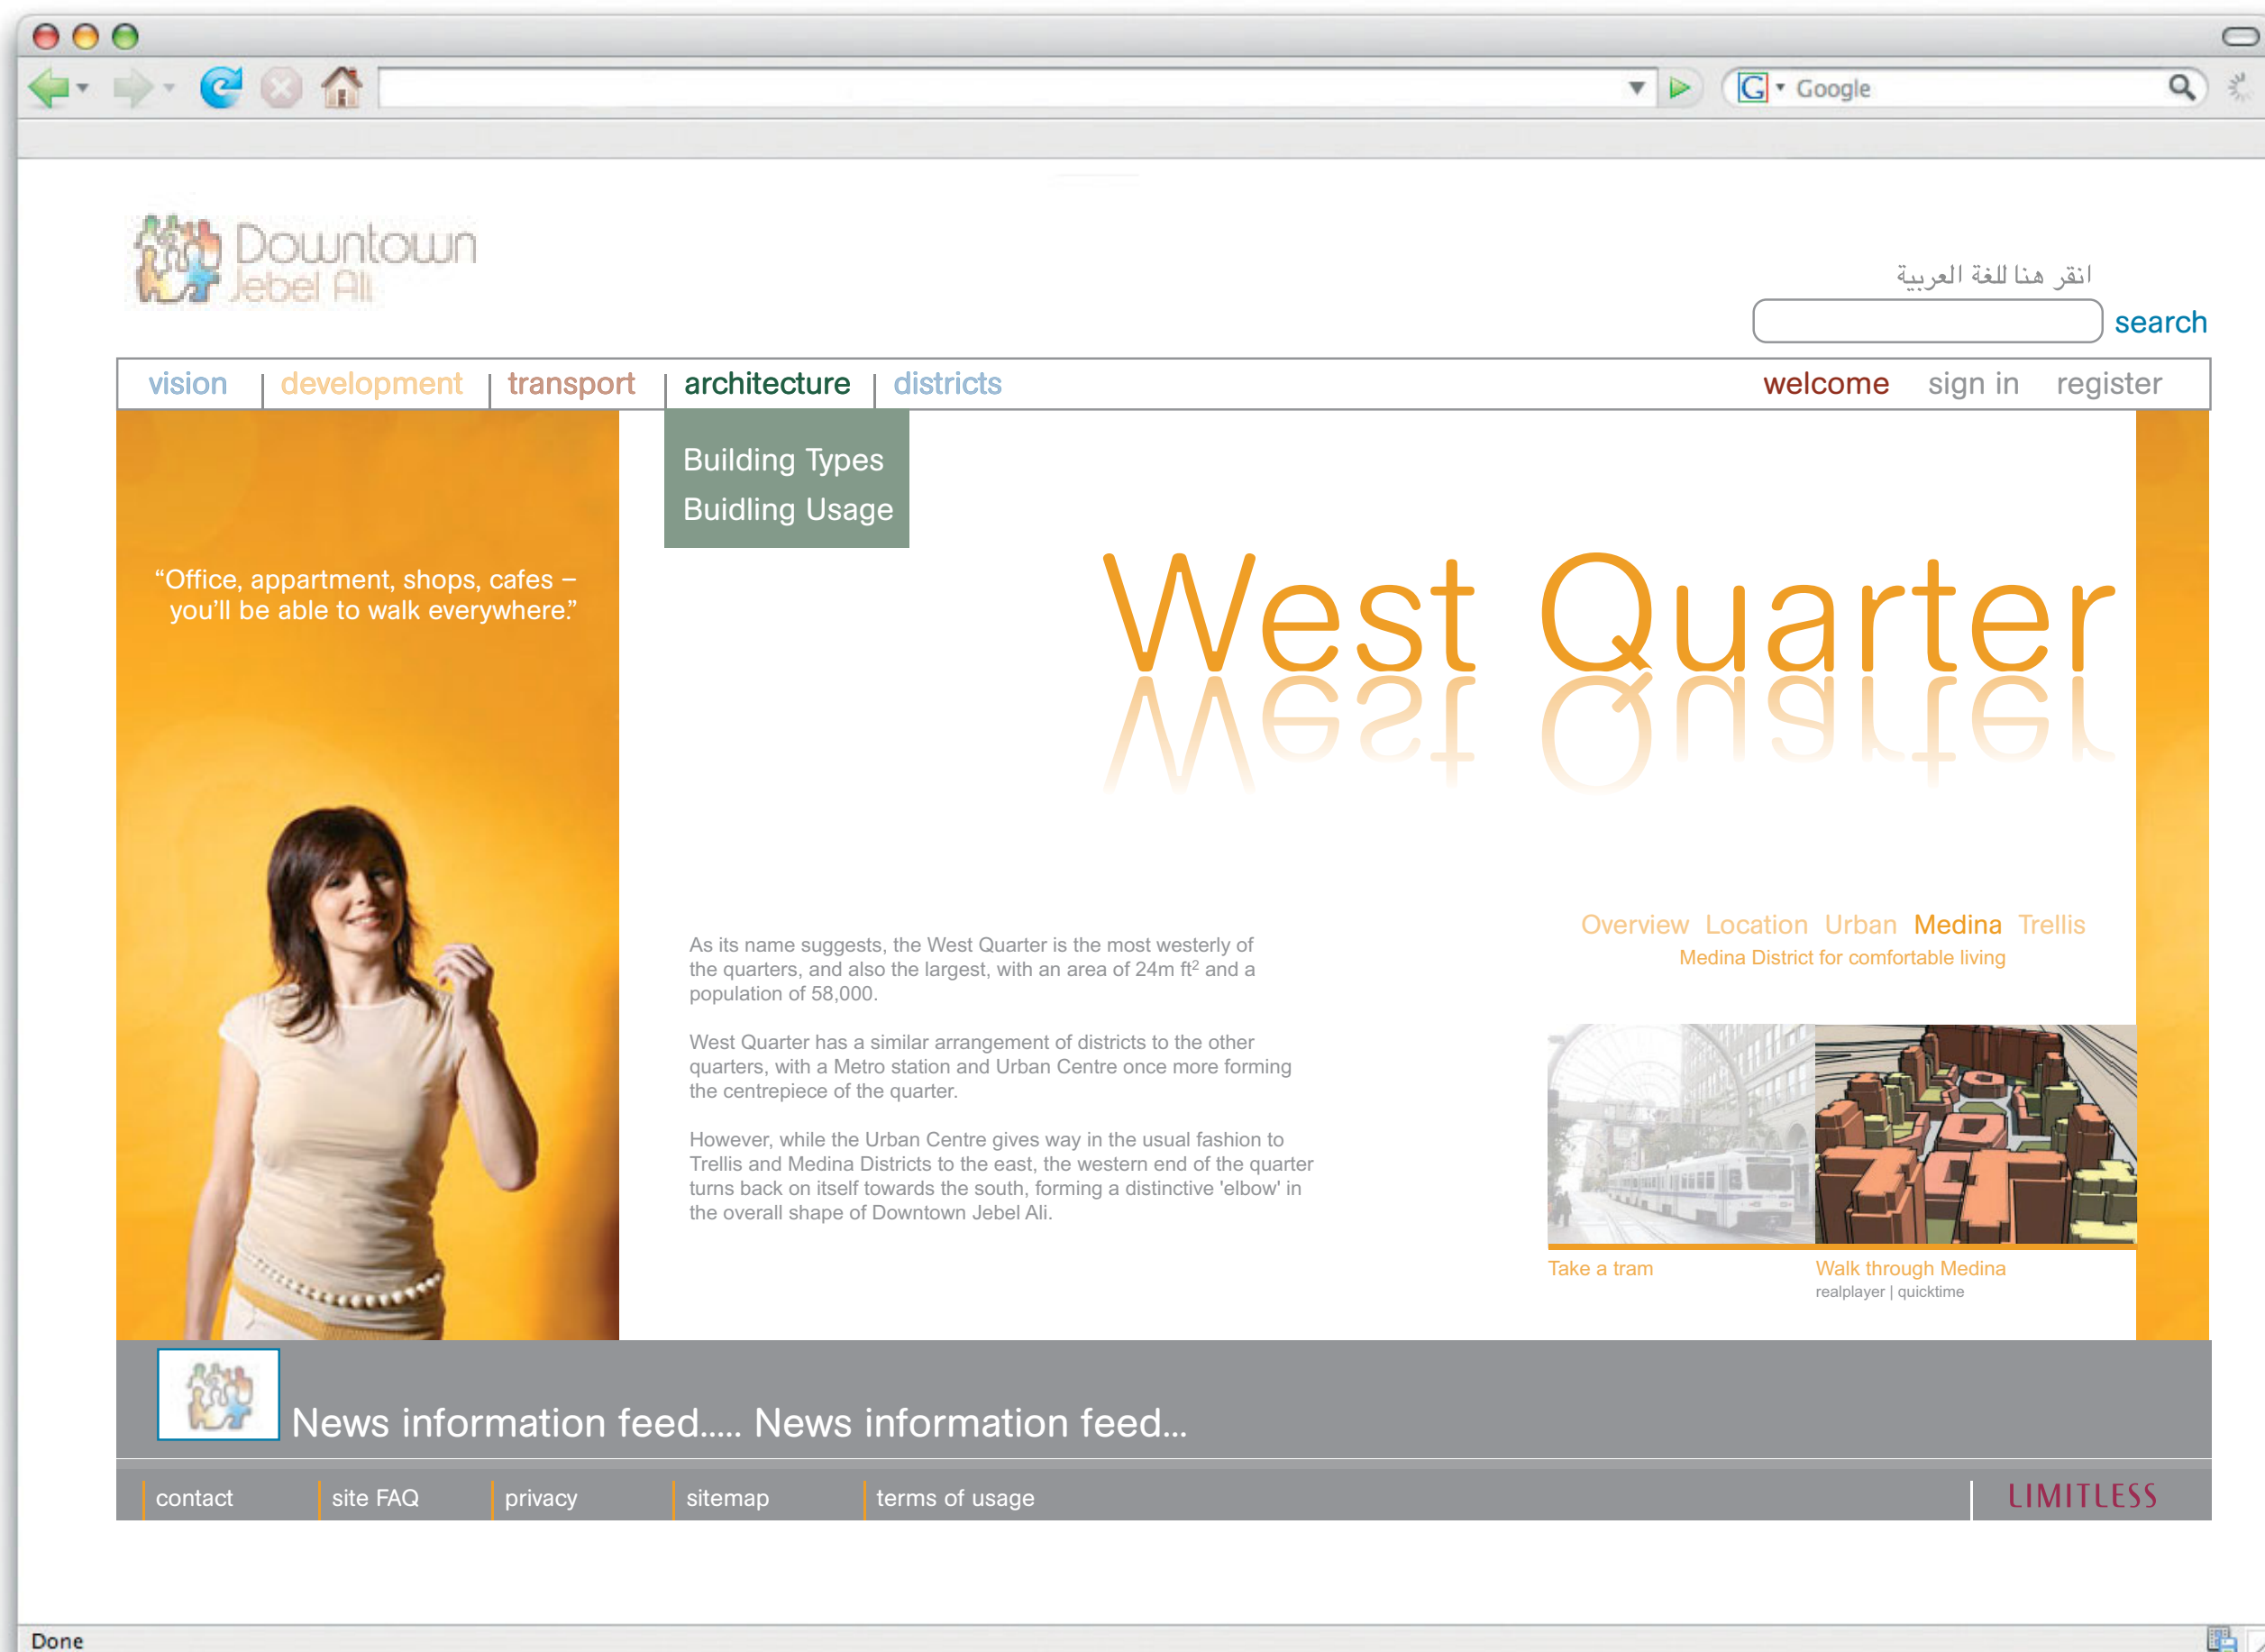 Google
Downtown
Jebel Ali
انقر هنا للغة العربية
search
vision | development | transport | architecture | districts
welcome sign in register
Building Types
Buidling Usage
“Office, appartment, shops, cafes –
you’ll be able to walk everywhere.”
West Quarter
As its name suggests, the West Quarter is the most westerly of
the quarters, and also the largest, with an area of 24m ft² and a
population of 58,000.
West Quarter has a similar arrangement of districts to the other
quarters, with a Metro station and Urban Centre once more forming
the centrepiece of the quarter.
However, while the Urban Centre gives way in the usual fashion to
Trellis and Medina Districts to the east, the western end of the quarter
turns back on itself towards the south, forming a distinctive 'elbow' in
the overall shape of Downtown Jebel Ali.
Overview Location Urban Medina Trellis
Medina District for comfortable living
Take a tram
Walk through Medina
realplayer | quicktime
News information feed..... News information feed...
contact
site FAQ
privacy
sitemap
terms of usage
LIMITLESS
Done